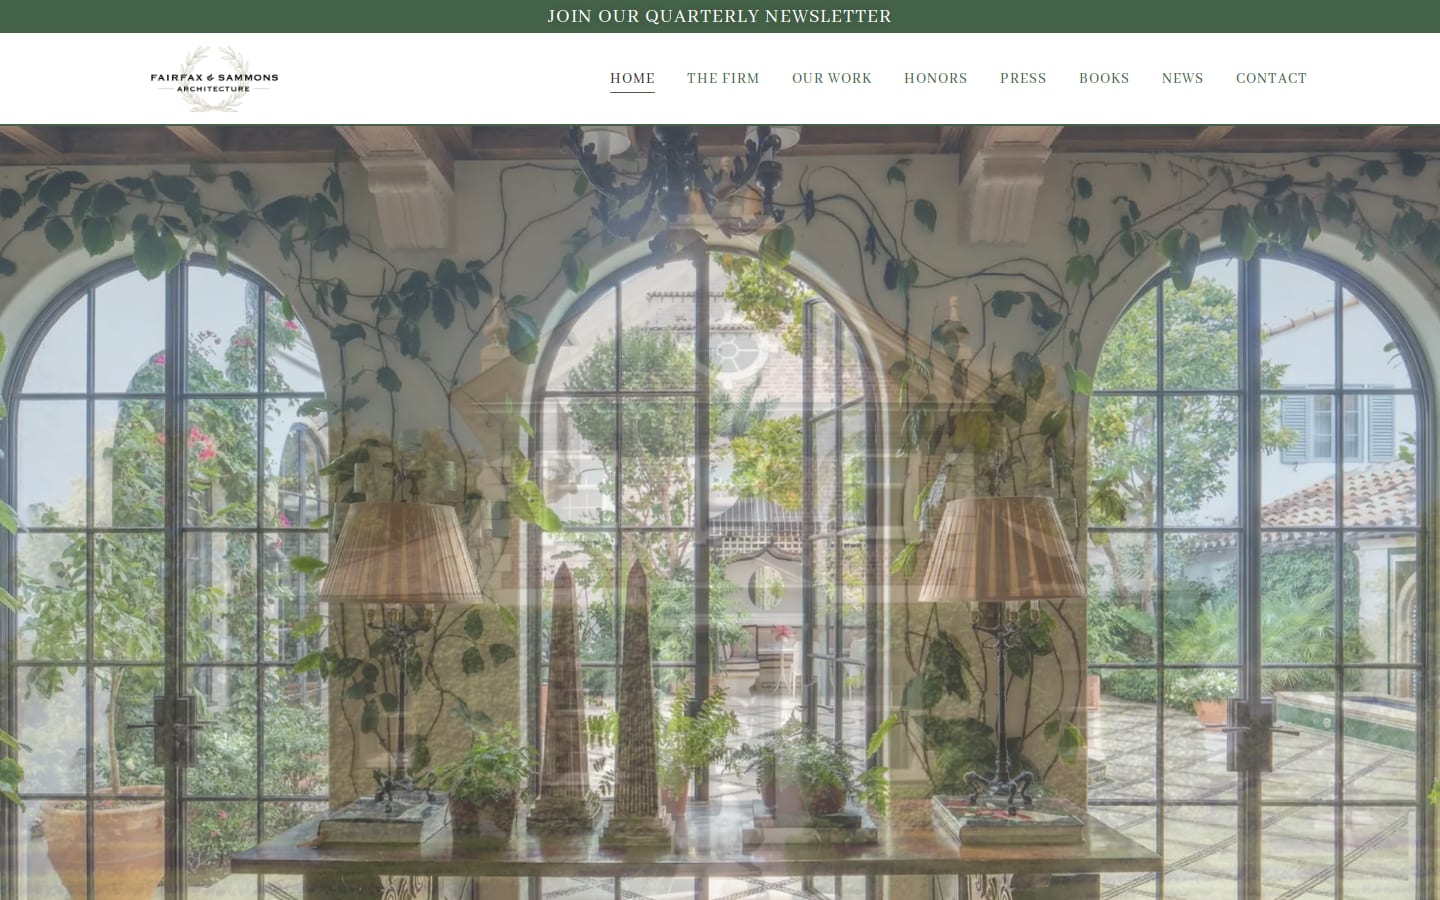 JOIN OUR QUARTERLY NEWSLETTER
FAIRFAX & SAMMONS
ARCHITECTURE
HOME THE FIRM OUR WORK HONORS PRESS BOOKS NEWS CONTACT